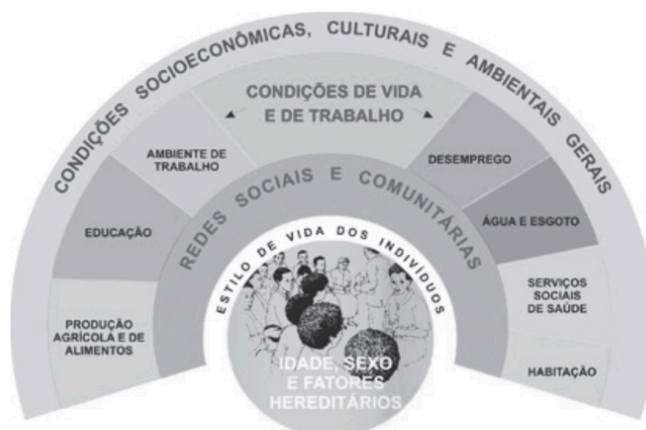 CONDIÇÕES SOCIOECONÔMICAS, CULTURAIS E AMBIENTAIS GERAIS
CONDIÇÕES DE VIDA
E DE TRABALHO
AMBIENTE DE
TRABALHO
DESEMPREGO
REDES SOCIAIS E COMUNITÁRIAS
EDUCAÇÃO
ÁGUA E ESGOTO
ESTILO DE VIDA DOS INDIVÍDUOS
PRODUÇÃO
AGRÍCOLA E DE
ALIMENTOS
SERVIÇOS
SOCIAIS
DE SAÚDE
HABITAÇÃO
IDADE, SEXO
E FATORES
HEREDITÁRIOS